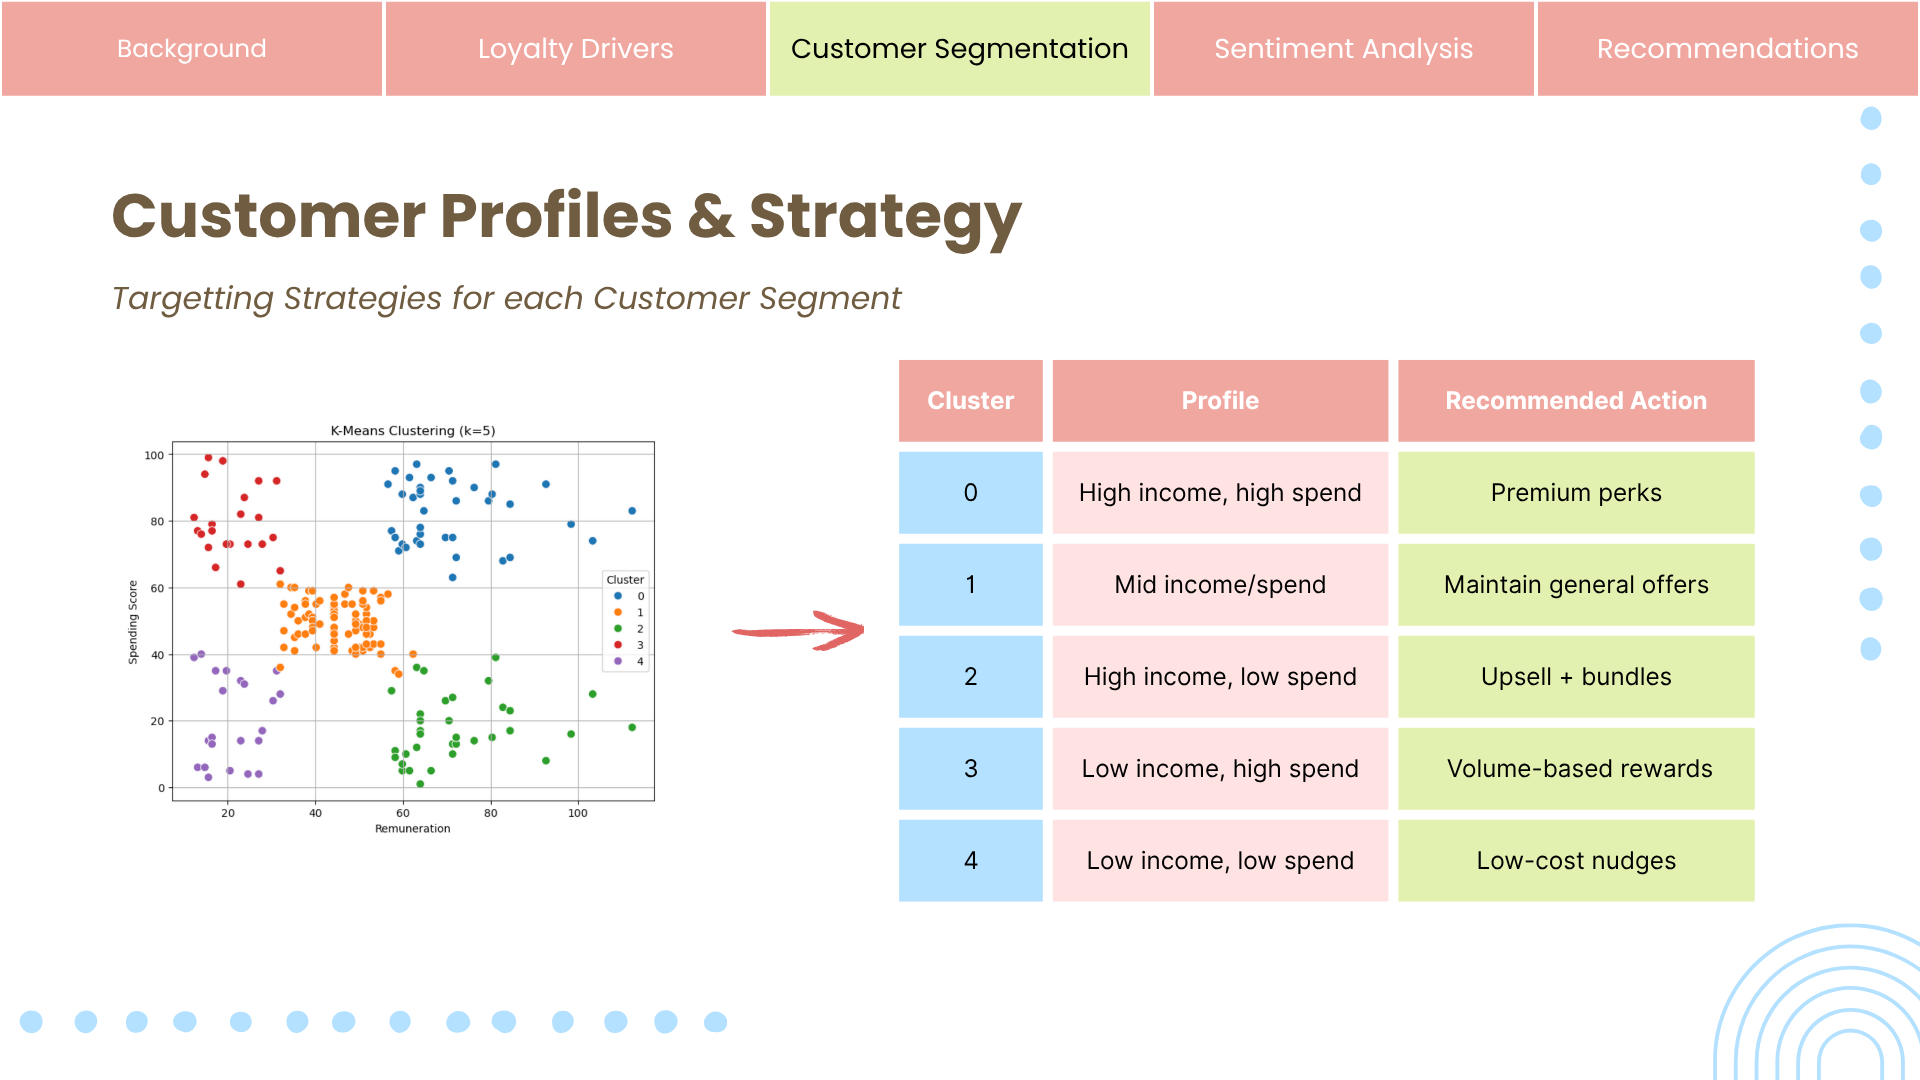 Background
Loyalty Drivers
Customer Segmentation
Sentiment Analysis
Recommendations
Customer Profiles & Strategy
Targetting Strategies for each Customer Segment
K-Means Clustering (k=5)
Spending Score
100
80
60
40
20
0
20
40
60
80
100
Remuneration
Cluster
0
1
2
3
4
Cluster Profile Recommended Action
0 High income, high spend Premium perks
1 Mid income/spend Maintain general offers
2 High income, low spend Upsell + bundles
3 Low income, high spend Volume-based rewards
4 Low income, low spend Low-cost nudges